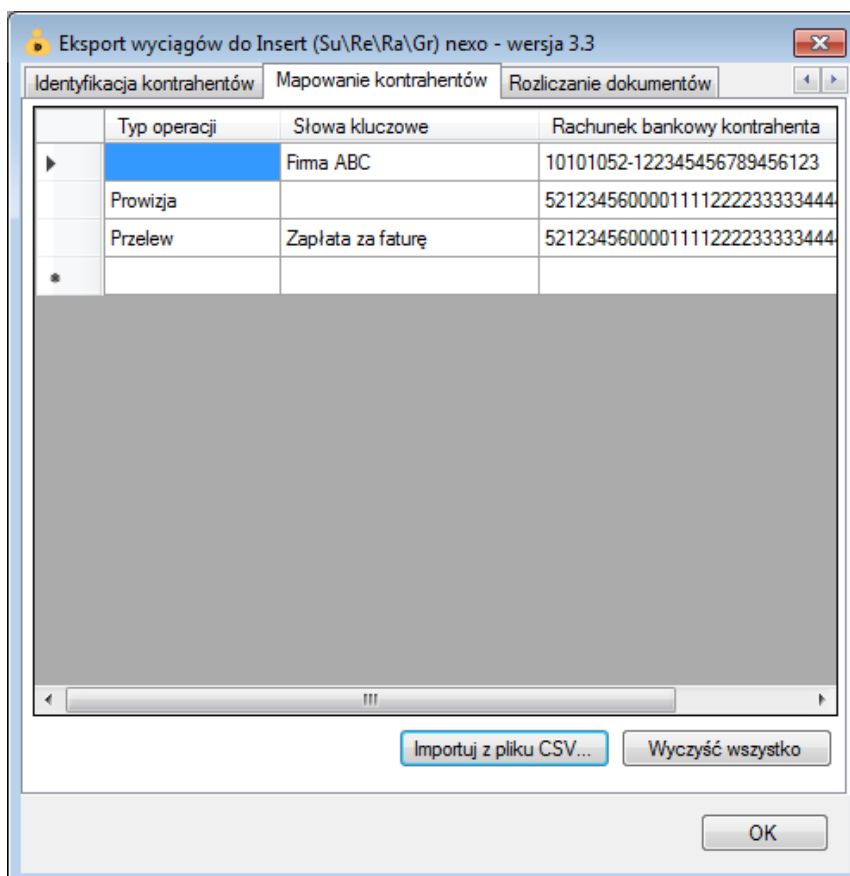 Eksport wyciągów do Insert (Su\Re\Ra\Gr) nexo - wersja 3.3
Identyfikacja kontrahentów Mapowanie kontrahentów Rozliczanie dokumentów
Typ operacji Słowa kluczowe Rachunek bankowy kontrahenta
Firma ABC 10101052-122345456789456123
Prowizja 521234560000111122223333344444
Przelew Zapłata za faturę 521234560000111122223333344444
Importuj z pliku CSV... Wyczyść wszystko
OK